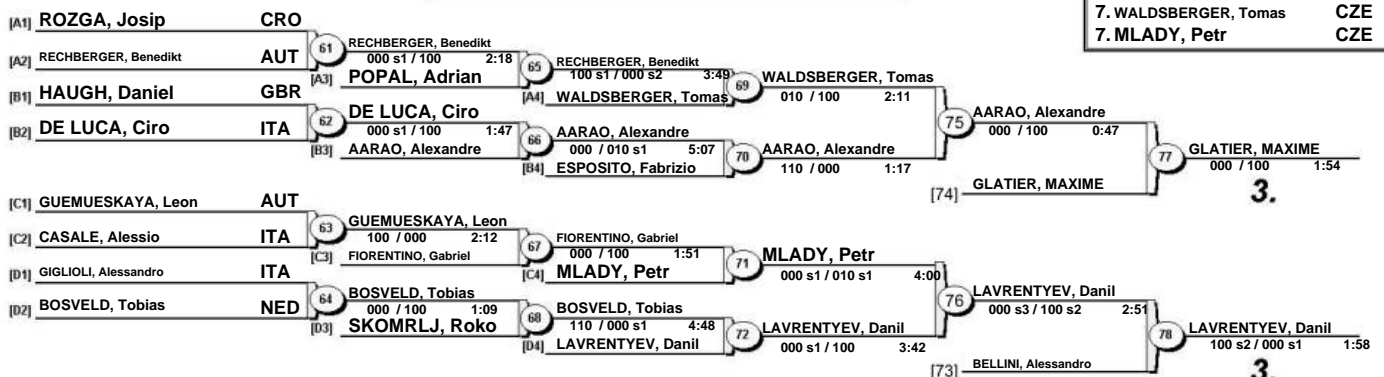 7. WALDSBERGER, Tomas CZE
7. MLADY, Petr CZE
[A1] ROZGA, Josip CRO
[A2] RECHBERGER, Benedikt AUT
61
RECHBERGER, Benedikt
000 s1 / 100 2:18
[A3] POPAL, Adrian
65
RECHBERGER, Benedikt
100 s1 / 000 s2 3:49
[A4] WALDSBERGER, Tomas
69
WALDSBERGER, Tomas
010 / 100 2:11
[B1] HAUGH, Daniel GBR
[B2] DE LUCA, Ciro ITA
62
DE LUCA, Ciro
000 s1 / 100 1:47
[B3] AARAO, Alexandre
66
AARAO, Alexandre
000 / 010 s1 5:07
[B4] ESPOSITO, Fabrizio
70
AARAO, Alexandre
110 / 000 1:17
75
AARAO, Alexandre
000 / 100 0:47
[74] GLATIER, MAXIME
77
GLATIER, MAXIME
000 / 100 1:54
3.
[C1] GUEMUESKAYA, Leon AUT
[C2] CASALE, Alessio ITA
63
GUEMUESKAYA, Leon
100 / 000 2:12
[C3] FIORENTINO, Gabriel
67
FIORENTINO, Gabriel
000 / 100 1:51
[C4] MLADY, Petr
71
MLADY, Petr
000 s1 / 010 s1 4:00
[D1] GIGLIOLI, Alessandro ITA
[D2] BOSVELD, Tobias NED
64
BOSVELD, Tobias
000 / 100 1:09
[D3] SKOMRLJ, Roko
68
BOSVELD, Tobias
110 / 000 s1 4:48
[D4] LAVRENTYEV, Danil
72
LAVRENTYEV, Danil
000 s1 / 100 3:42
76
LAVRENTYEV, Danil
000 s3 / 100 s2 2:51
[73] BELLINI, Alessandro
78
LAVRENTYEV, Danil
100 s2 / 000 s1 1:58
3.